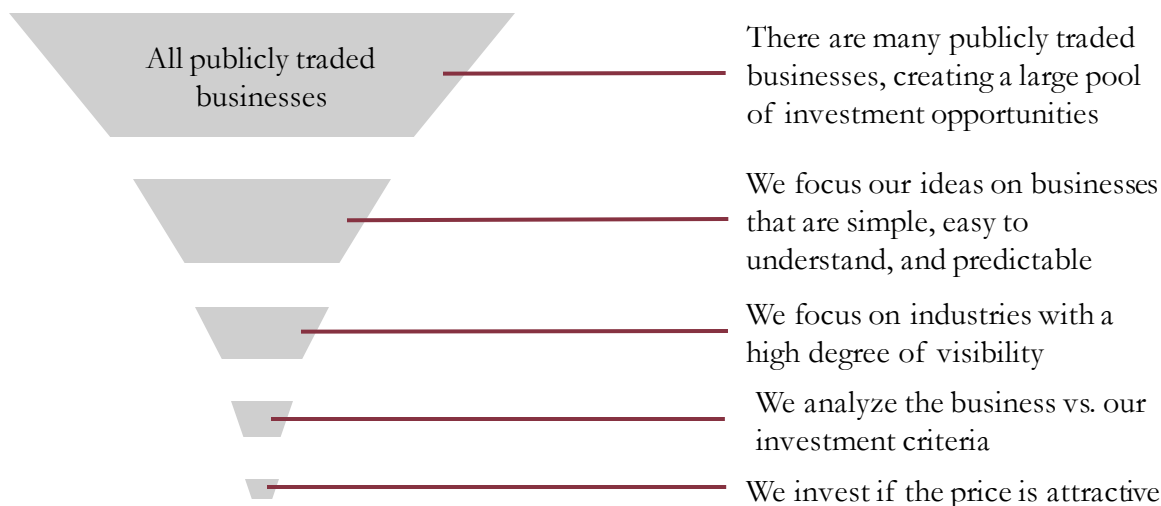 All publicly traded
businesses
There are many publicly traded
businesses, creating a large pool
of investment opportunities
We focus our ideas on businesses
that are simple, easy to
understand, and predictable
We focus on industries with a
high degree of visibility
We analyze the business vs. our
investment criteria
We invest if the price is attractive